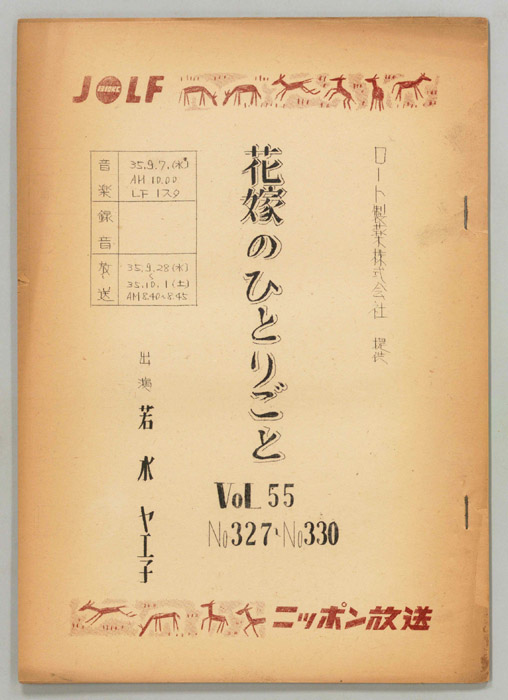 JOLF
ロート製薬株式会社 提供
花嫁のひとりごと
VOL 55
No327〜No330
音楽 35.9.7.(水)
AM 10.00
LF 1スタ
録音
放送 35.9.28(水)
〜
35.10.1(土)
AM 8.40〜8.45
出演 若水ヤエ子
ニッポン放送